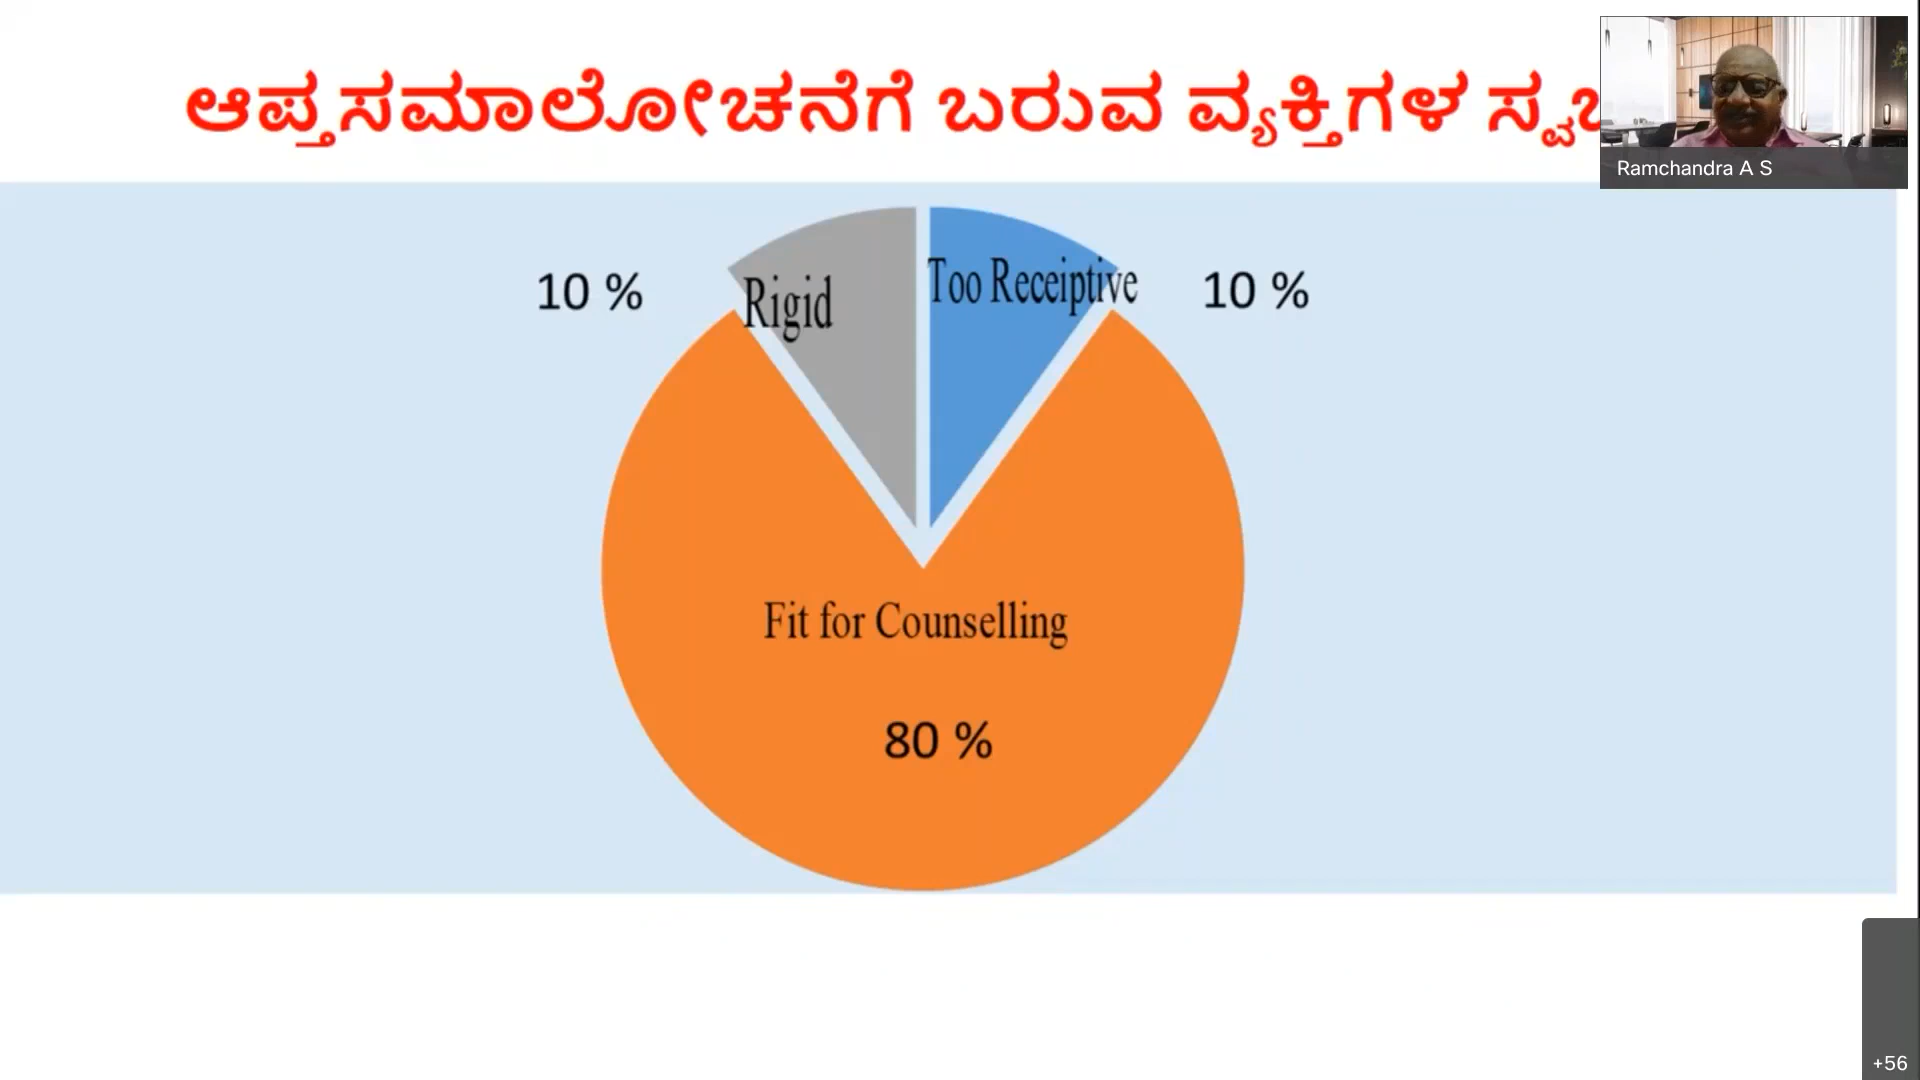 ಆಪ್ತಸಮಾಲೋಚನೆಗೆ ಬರುವ ವ್ಯಕ್ತಿಗಳ
Ramchandra A S
10 %
Rigid
Too Receiptive
10 %
Fit for Counselling
80 %
+56